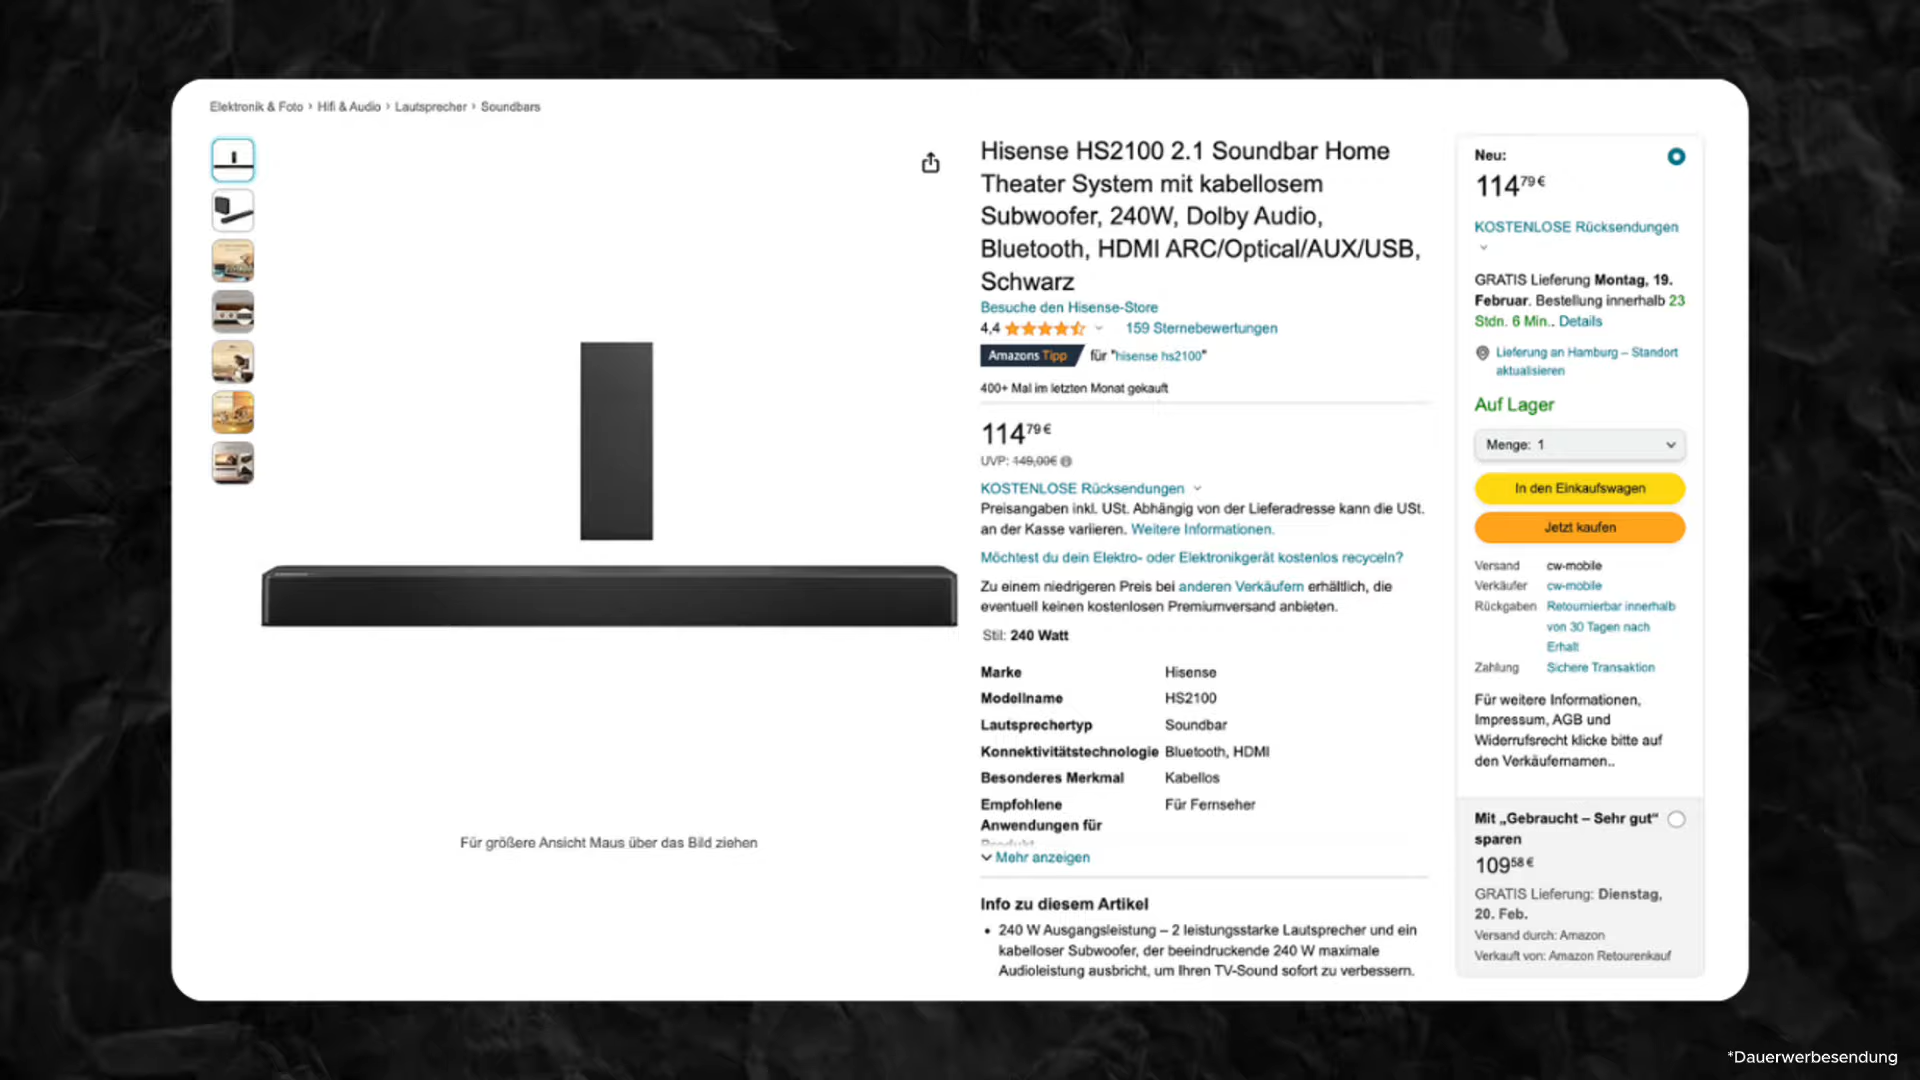 Elektronik & Foto › Hifi & Audio › Lautsprecher › Soundbars
Hisense HS2100 2.1 Soundbar Home
Theater System mit kabellosem
Subwoofer, 240W, Dolby Audio,
Bluetooth, HDMI ARC/Optical/AUX/USB,
Schwarz
Besuche den Hisense-Store
4,4 159 Sternebewertungen
Amazons Tipp für "hisense hs2100"
400+ Mal im letzten Monat gekauft
11479€
UVP: 149,00€
KOSTENLOSE Rücksendungen
Preisangaben inkl. USt. Abhängig von der Lieferadresse kann die USt.
an der Kasse variieren. Weitere Informationen.
Möchtest du dein Elektro- oder Elektronikgerät kostenlos recyceln?
Zu einem niedrigeren Preis bei anderen Verkäufern erhältlich, die
eventuell keinen kostenlosen Premiumversand anbieten.
Stil: 240 Watt
Marke Hisense
Modellname HS2100
Lautsprechertyp Soundbar
Konnektivitätstechnologie Bluetooth, HDMI
Besonderes Merkmal Kabellos
Empfohlene Für Fernseher
Anwendungen für
Produkt
Mehr anzeigen
Info zu diesem Artikel
• 240 W Ausgangsleistung – 2 leistungsstarke Lautsprecher und ein
kabelloser Subwoofer, der beeindruckende 240 W maximale
Audioleistung ausbricht, um Ihren TV-Sound sofort zu verbessern.
Für größere Ansicht Maus über das Bild ziehen
Neu:
11479€
KOSTENLOSE Rücksendungen
GRATIS Lieferung Montag, 19.
Februar. Bestellung innerhalb 23
Stdn. 6 Min.. Details
Lieferung an Hamburg – Standort
aktualisieren
Auf Lager
Menge: 1
In den Einkaufswagen
Jetzt kaufen
Versand cw-mobile
Verkäufer cw-mobile
Rückgaben Retournierbar innerhalb
von 30 Tagen nach
Erhalt
Zahlung Sichere Transaktion
Für weitere Informationen,
Impressum, AGB und
Widerrufsrecht klicke bitte auf
den Verkäufernamen..
Mit „Gebraucht – Sehr gut“
sparen
10958€
GRATIS Lieferung: Dienstag,
20. Feb.
Versand durch: Amazon
Verkauft von: Amazon Retourenkauf
*Dauerwerbesendung